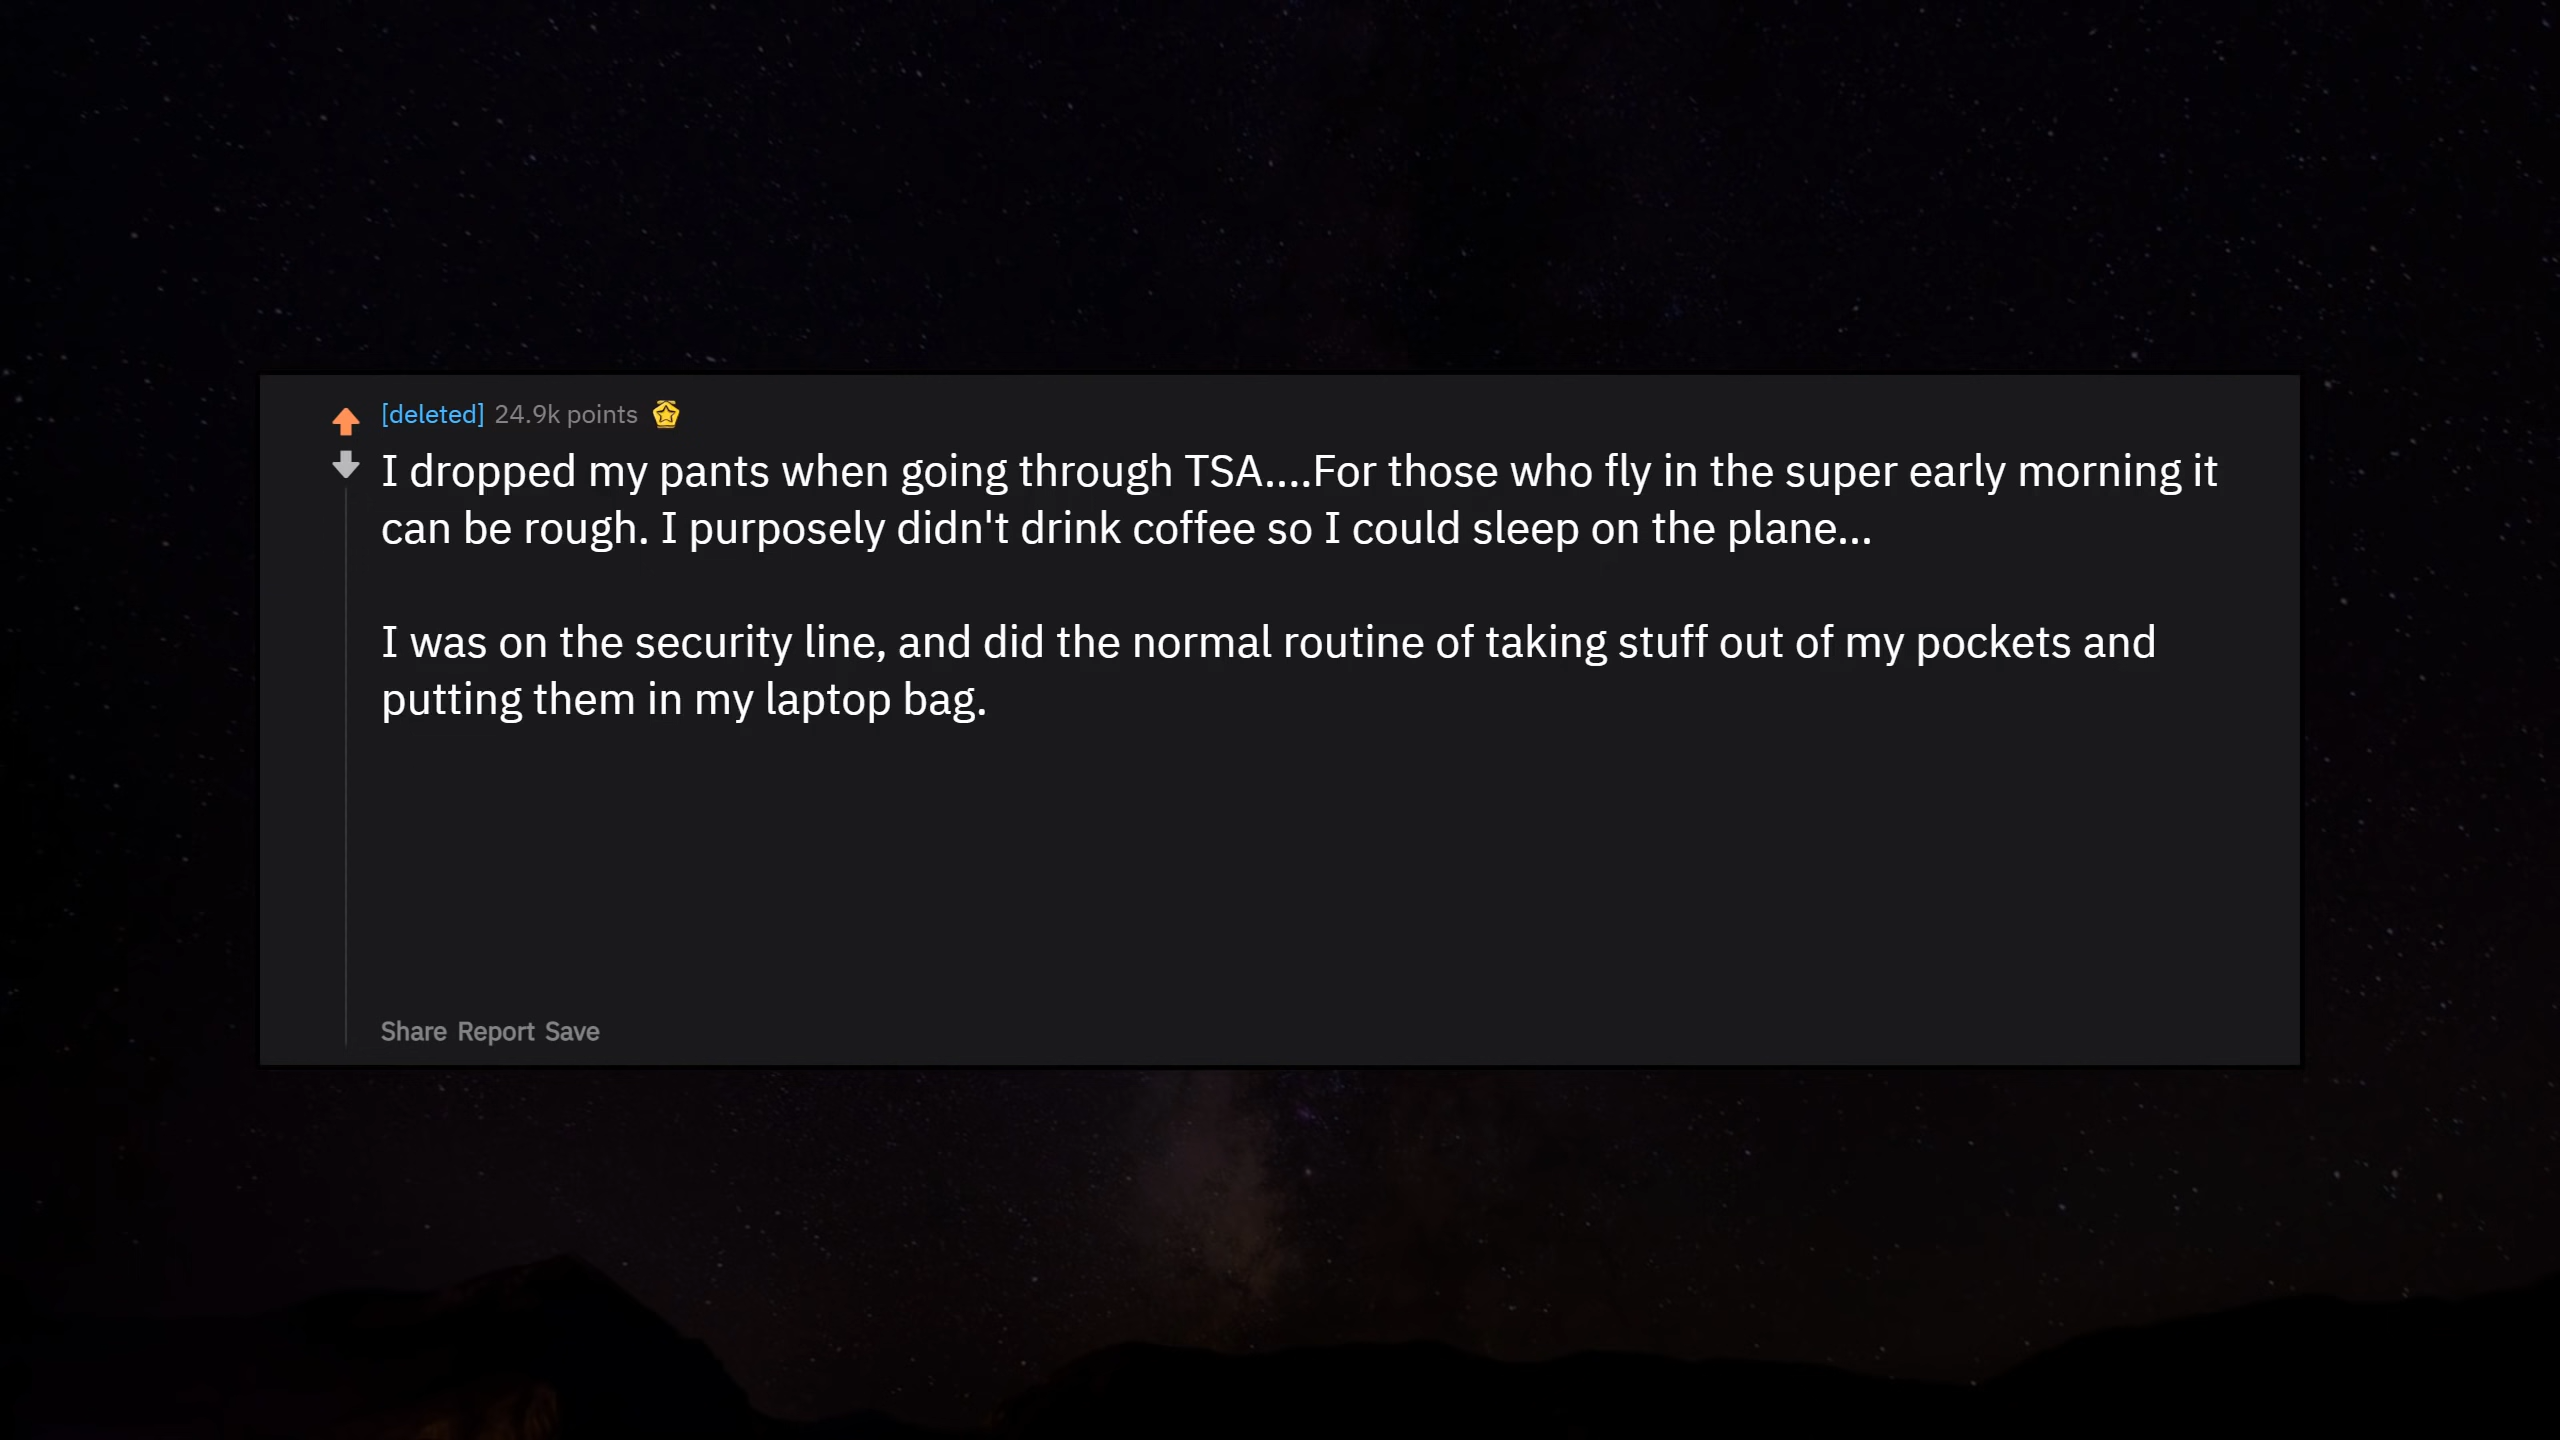 [deleted] 24.9k points
I dropped my pants when going through TSA....For those who fly in the super early morning it
can be rough. I purposely didn't drink coffee so I could sleep on the plane...
I was on the security line, and did the normal routine of taking stuff out of my pockets and
putting them in my laptop bag.
Share Report Save